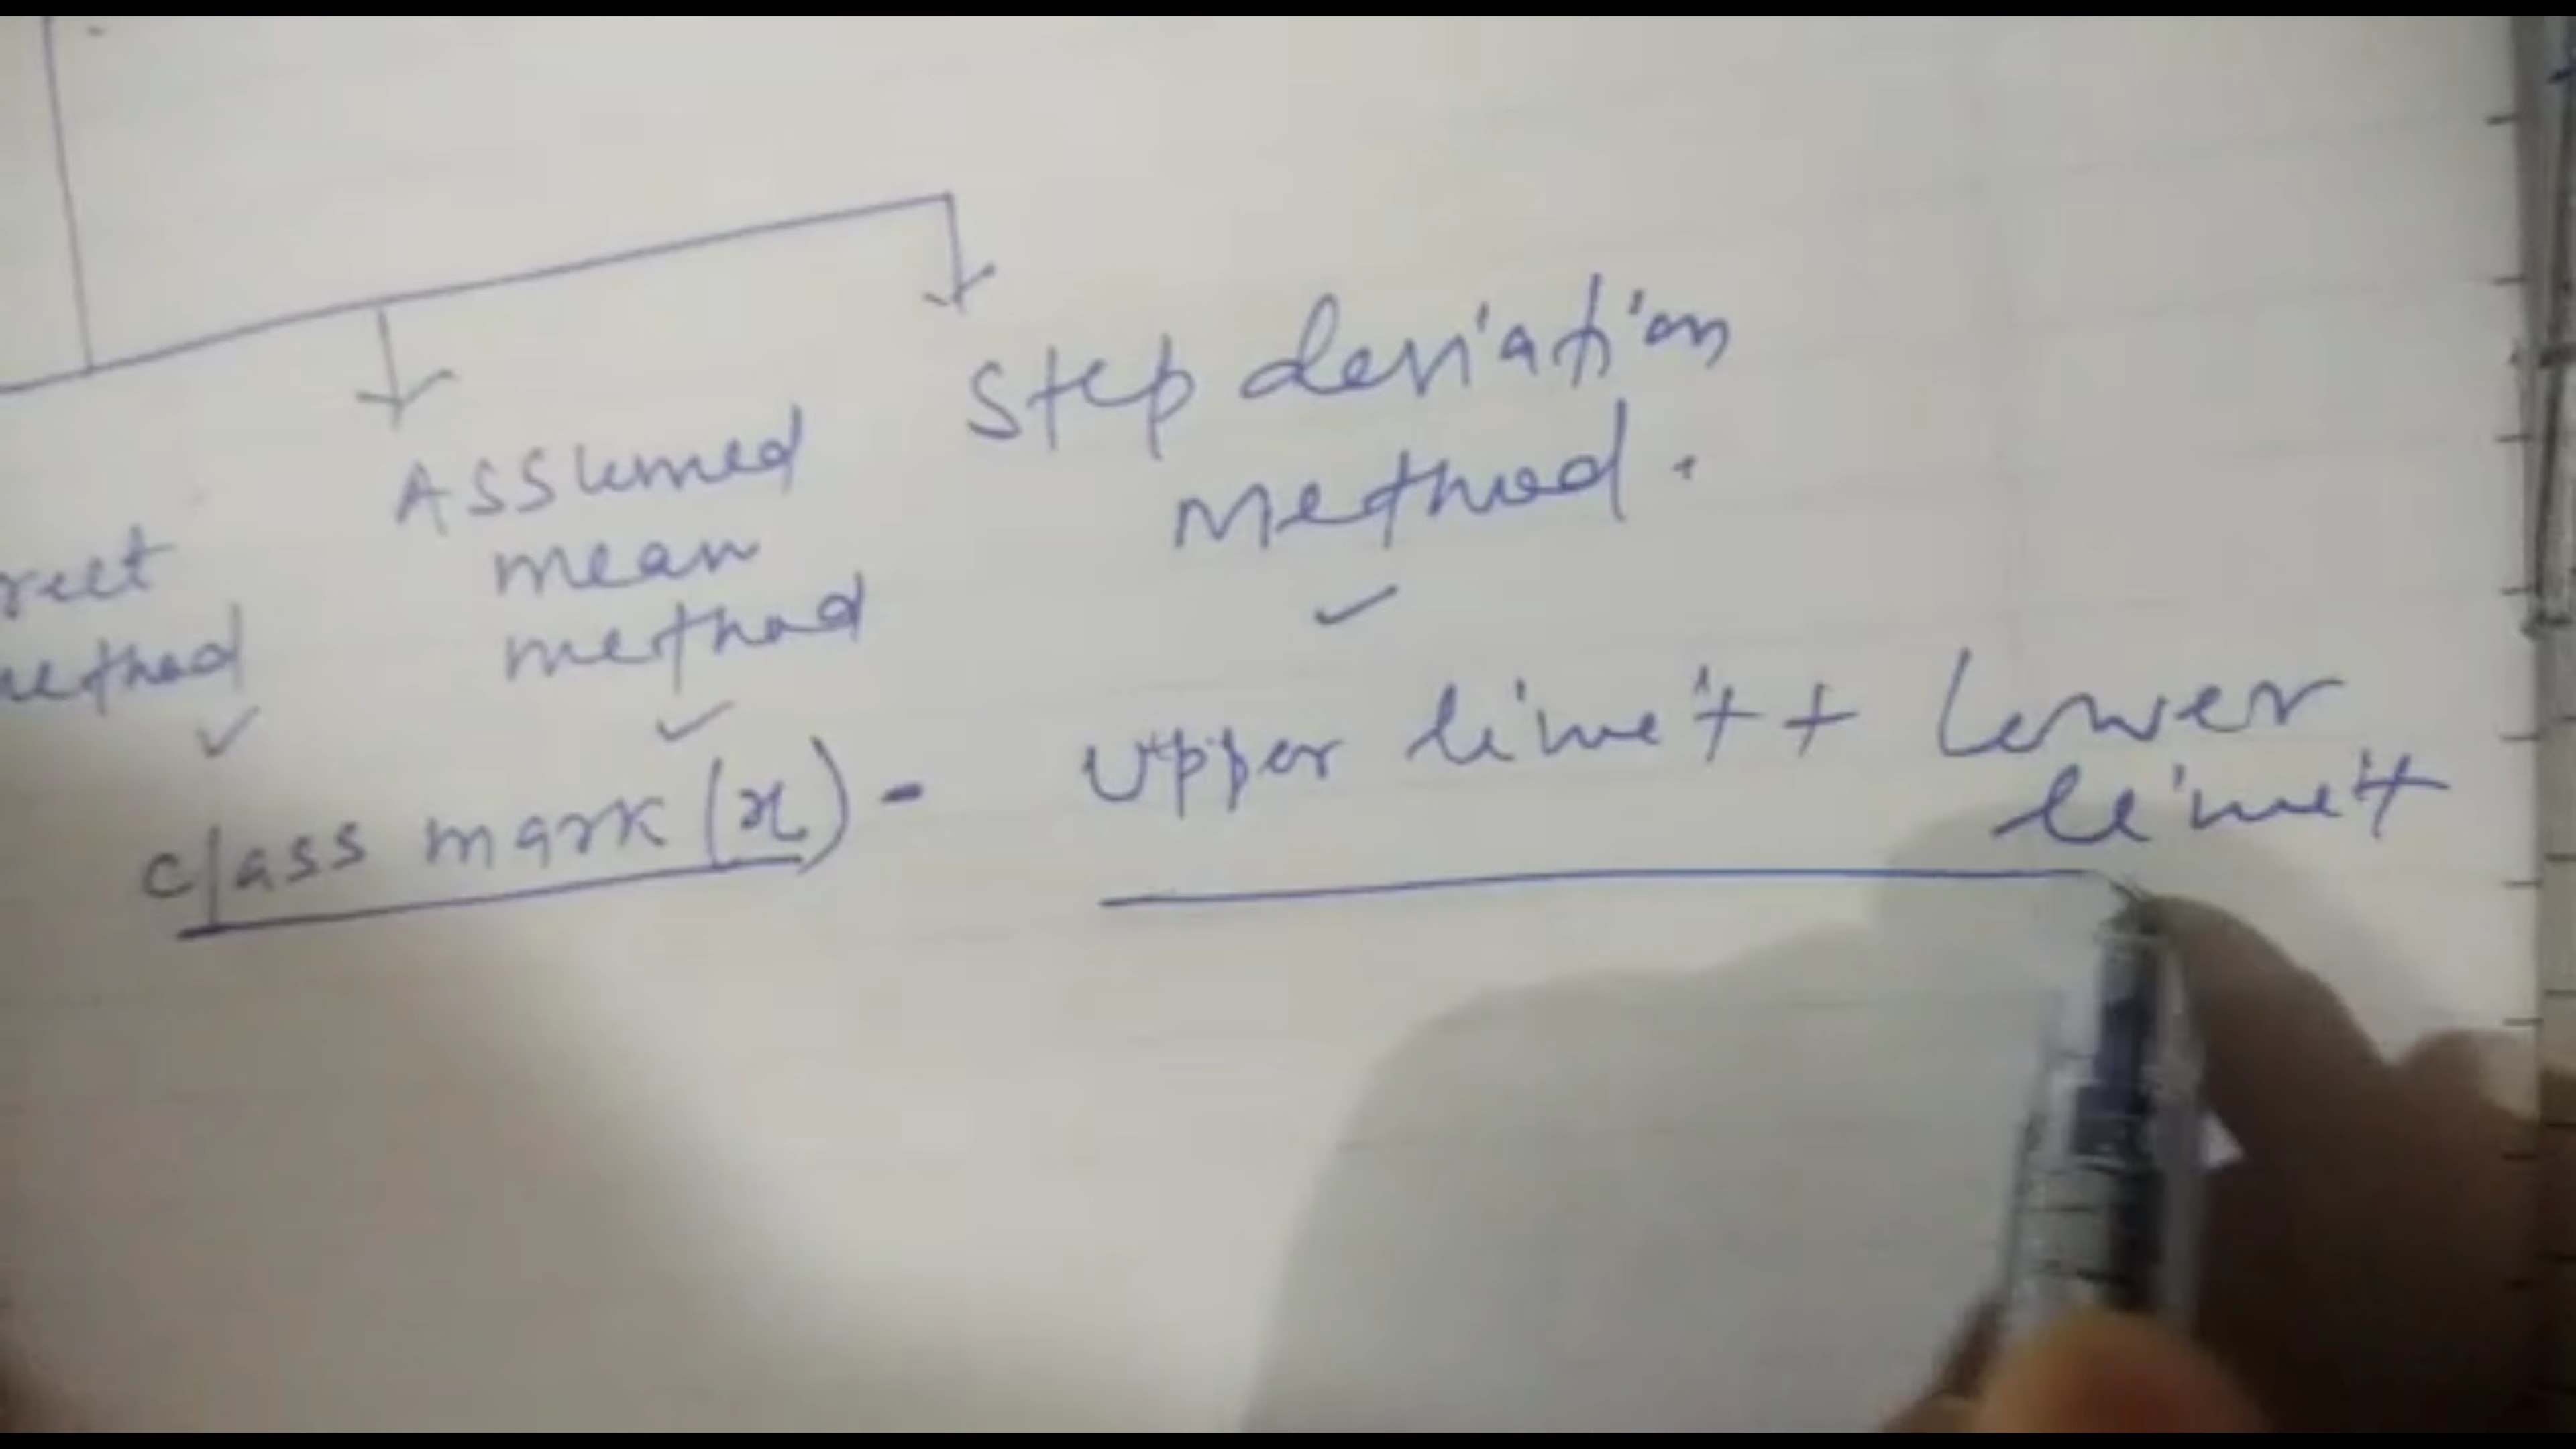 Step deviation
Method.
Assumed
mean
method
rect
ethod
class mark (x) - upper limit + lower
limit